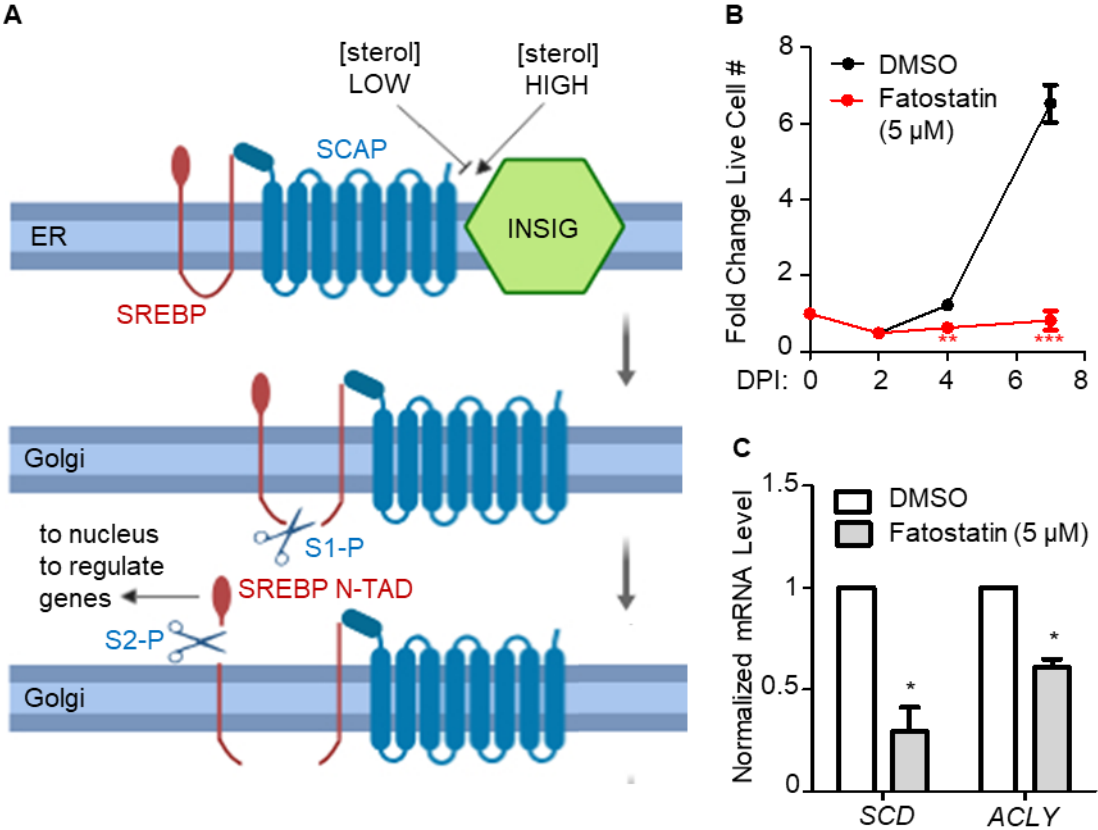 A
[sterol]
LOW
[sterol]
HIGH
SCAP
ER
INSIG
SREBP
Golgi
S1-P
to nucleus
to regulate
genes
SREBP N-TAD
S2-P
Golgi
B
Fold Change Live Cell #
8
6
4
2
0
DMSO
Fatostatin
(5 µM)
**
***
DPI: 0 2 4 6 8
C
Normalized mRNA Level
1.5
1
0.5
0
DMSO
Fatostatin (5 µM)
*
*
SCD
ACLY